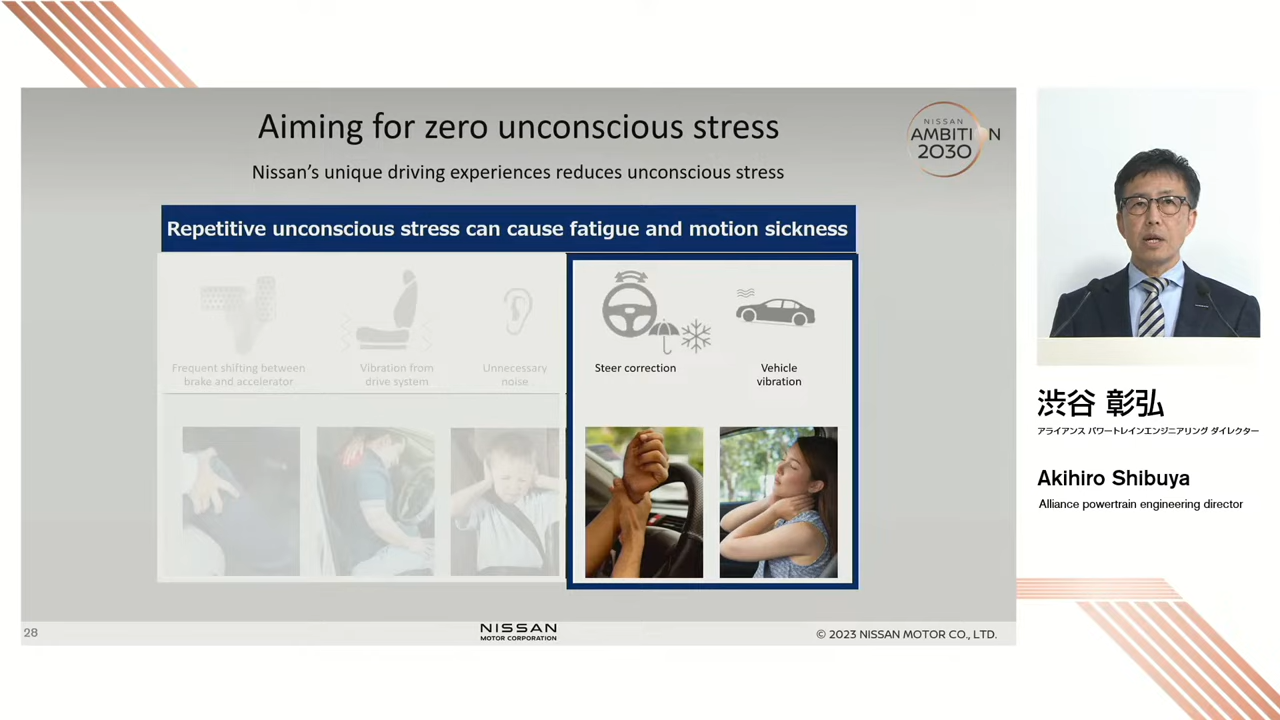 Aiming for zero unconscious stress
Nissan’s unique driving experiences reduces unconscious stress
NISSAN
AMBITION
2030
Repetitive unconscious stress can cause fatigue and motion sickness
Frequent shifting between
brake and accelerator
Vibration from
drive system
Unnecessary
noise
Steer correction
Vehicle
vibration
渋谷 彰弘
アライアンス パワートレインエンジニアリング ダイレクター
Akihiro Shibuya
Alliance powertrain engineering director
28
NISSAN
MOTOR CORPORATION
© 2023 NISSAN MOTOR CO., LTD.